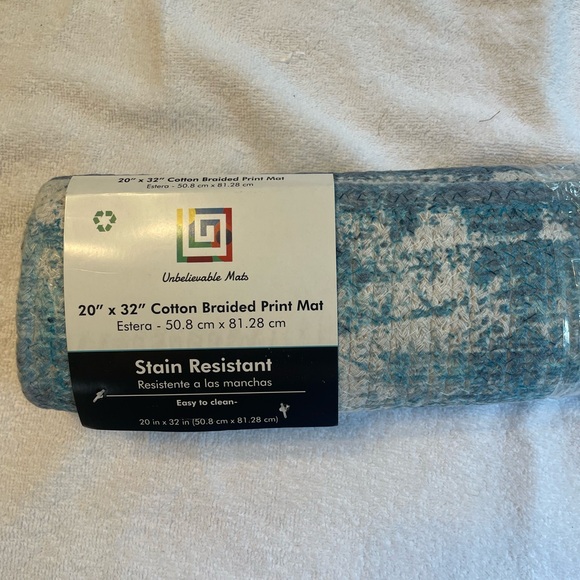 20" x 32" Cotton Braided Print Mat
Estera - 50.8 cm x 81.28 cm
Unbelievable Mats
20" x 32" Cotton Braided Print Mat
Estera - 50.8 cm x 81.28 cm
Stain Resistant
Resistente a las manchas
Easy to clean-
20 in x 32 in (50.8 cm x 81.28 cm)